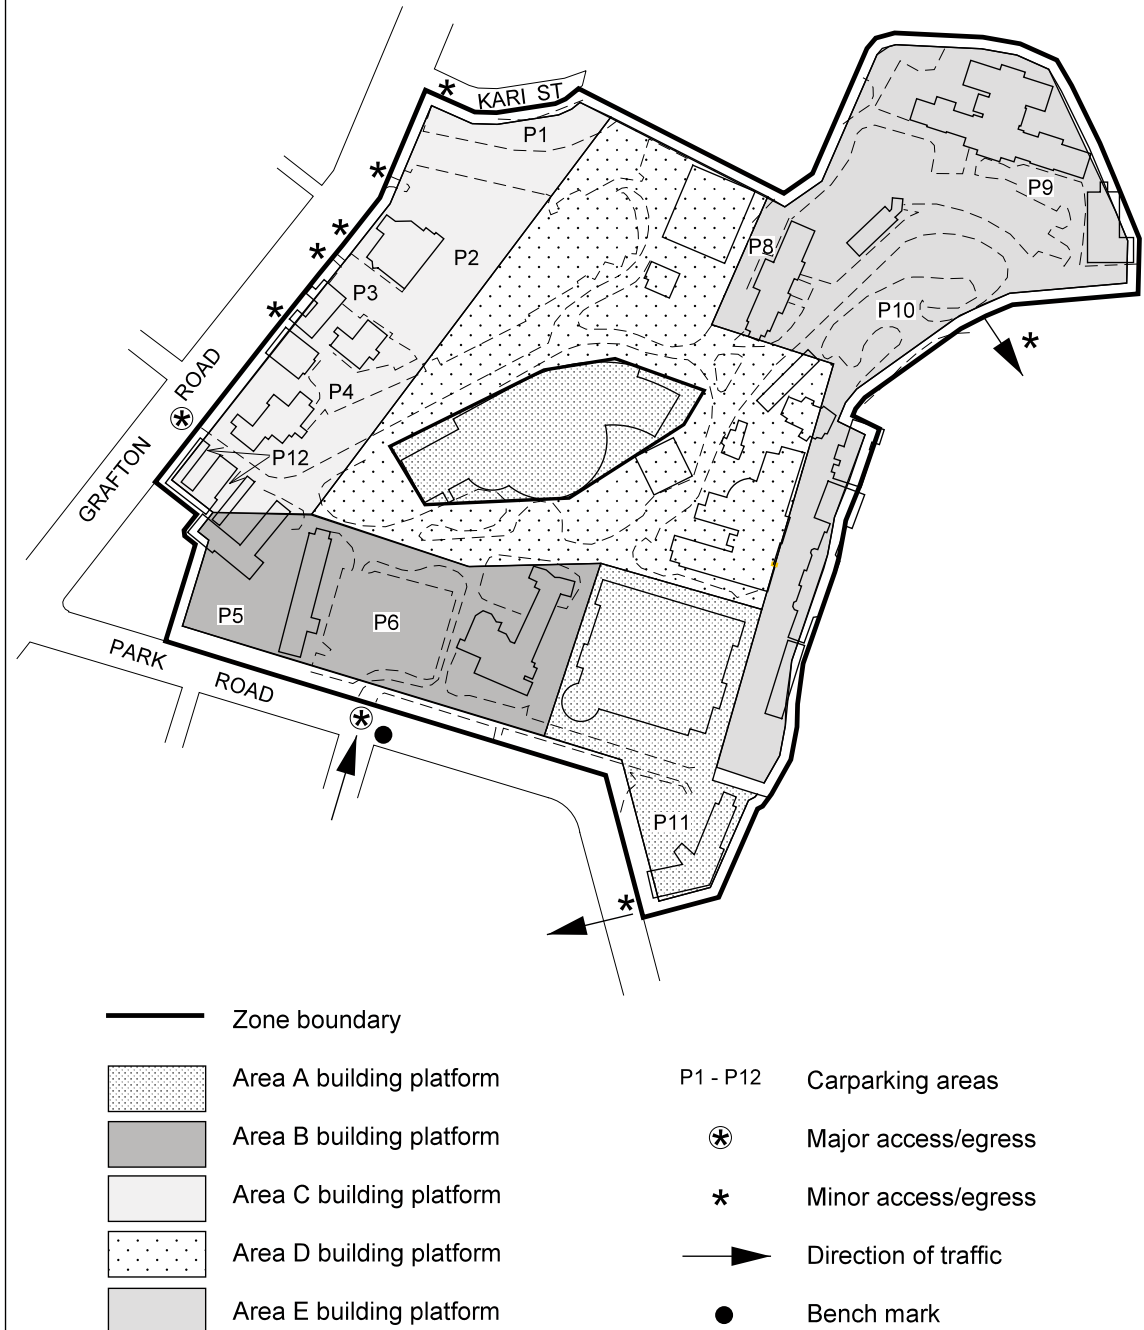 KARI ST
P1
P9
P2
P8
P3
P10
ROAD
P4
GRAFTON
P12
P5
P6
PARK
ROAD
P11
Zone boundary
Area A building platform
P1 - P12 Carparking areas
Area B building platform
Major access/egress
Area C building platform
Minor access/egress
Area D building platform
Direction of traffic
Area E building platform
Bench mark